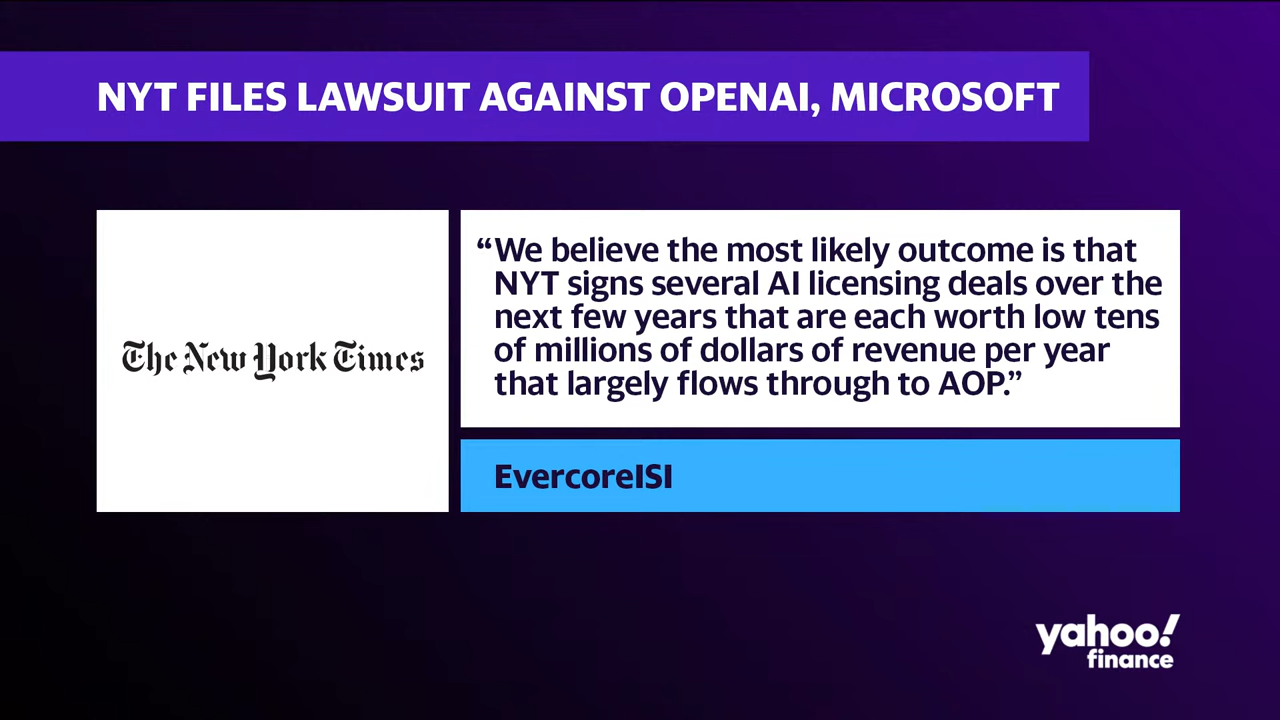 NYT FILES LAWSUIT AGAINST OPENAI, MICROSOFT
The New York Times
“We believe the most likely outcome is that
NYT signs several AI licensing deals over the
next few years that are each worth low tens
of millions of dollars of revenue per year
that largely flows through to AOP.”
EvercoreISI
yahoo!
finance